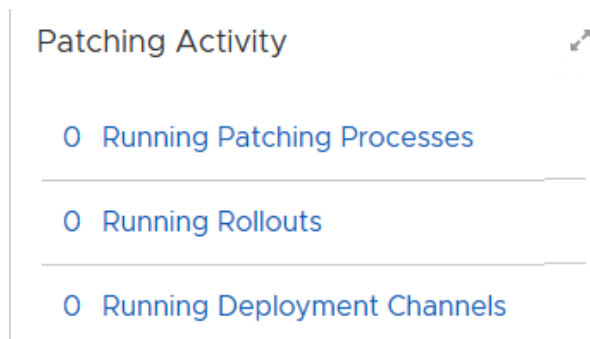 Patching Activity
0 Running Patching Processes
0 Running Rollouts
0 Running Deployment Channels